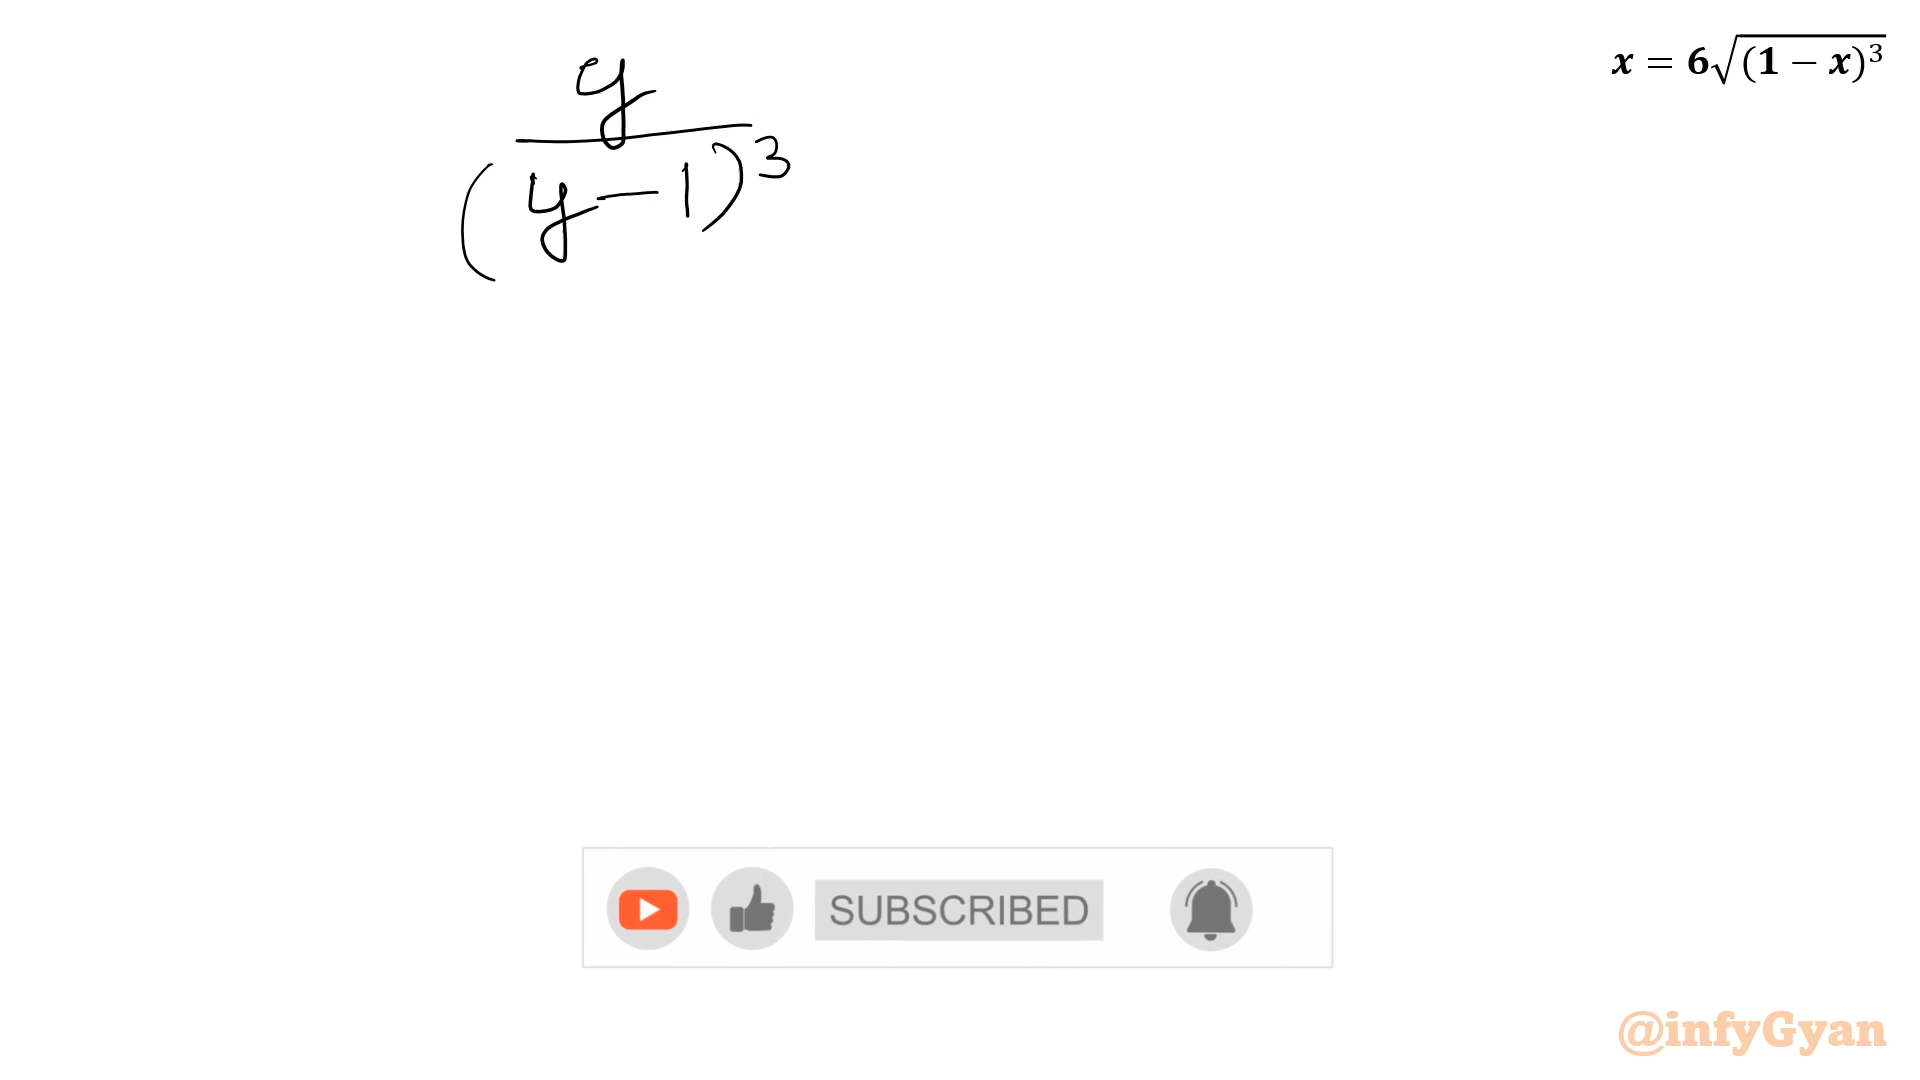 x = 6√(1 − x)³
y
(y − 1)³
SUBSCRIBED
@infyGyan